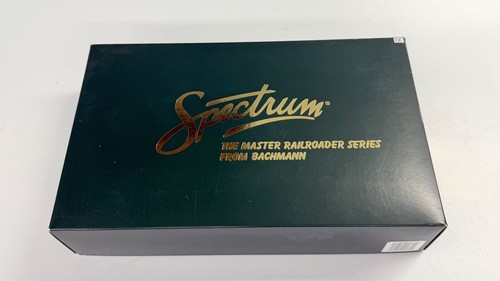 Spectrum®
THE MASTER RAILROADER SERIES
FROM BACHMANN